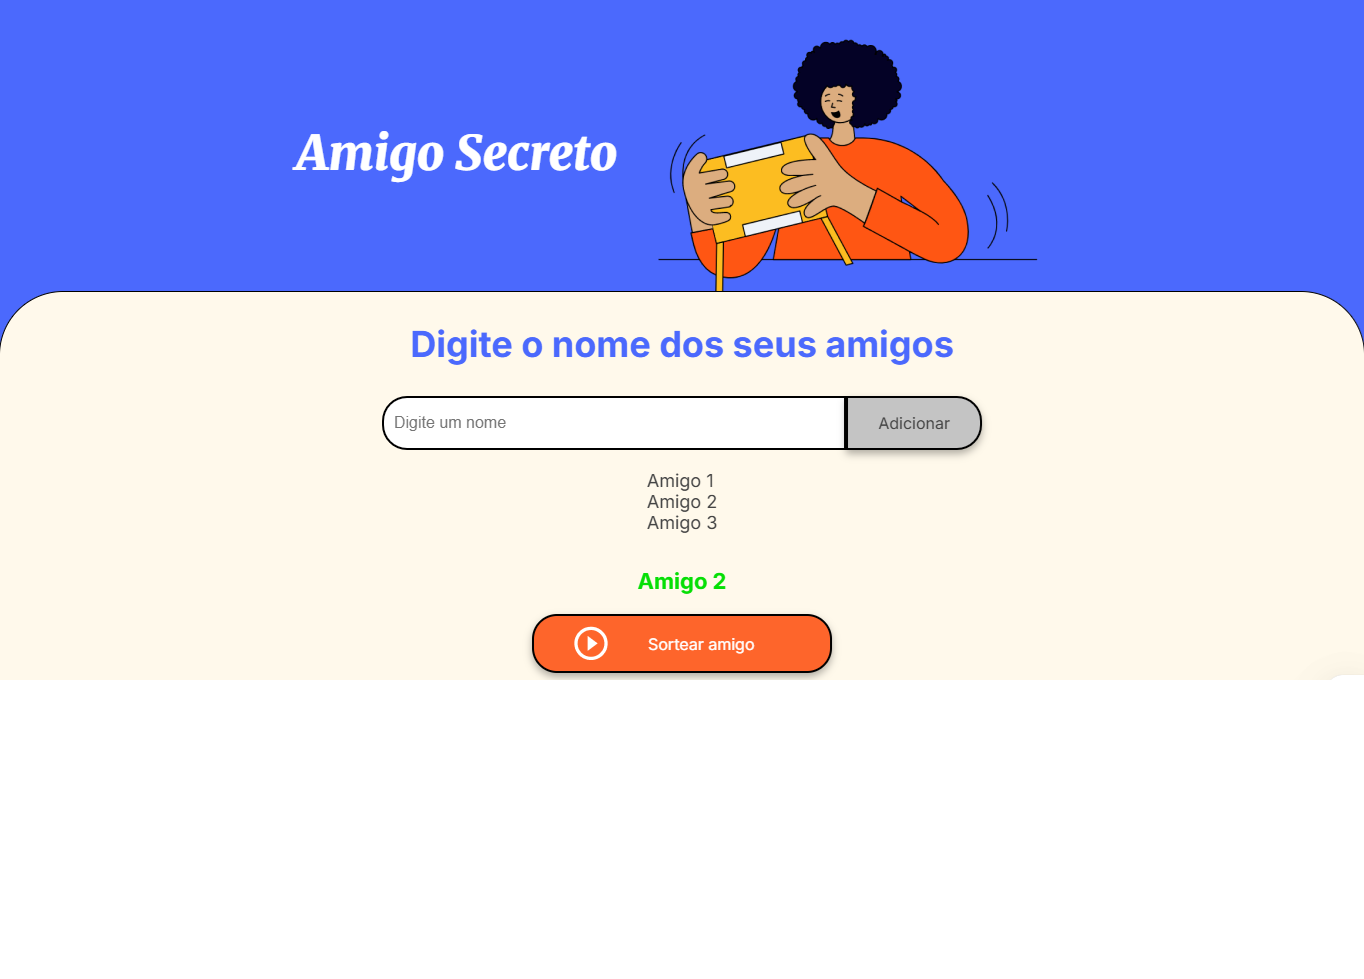 Amigo Secreto
Digite o nome dos seus amigos
Digite um nome
Adicionar
Amigo 1
Amigo 2
Amigo 3
Amigo 2
Sortear amigo